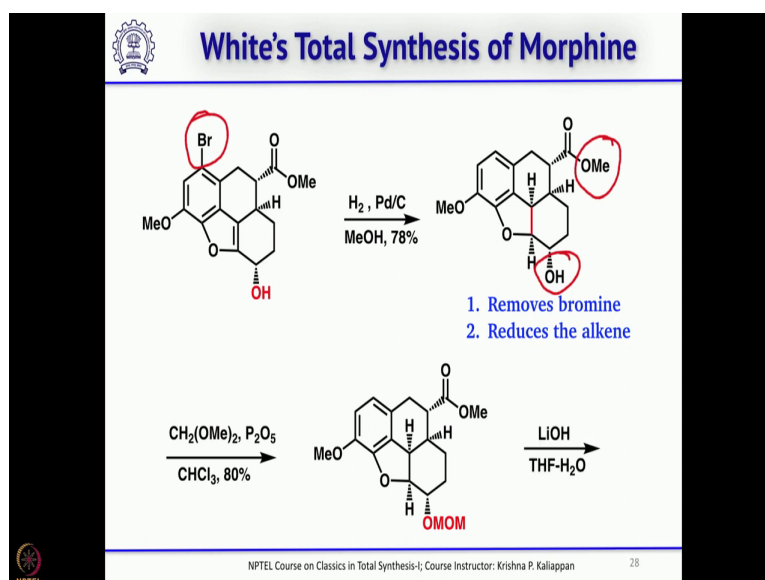 White's Total Synthesis of Morphine
Br
O
OMe
H
MeO
O
OH
H₂ , Pd/C
MeOH, 78%
O
OMe
H
H
MeO
O
H
OH
1. Removes bromine
2. Reduces the alkene
CH₂(OMe)₂, P₂O₅
CHCl₃, 80%
O
OMe
H
H
MeO
O
H
OMOM
LiOH
THF-H₂O
NPTEL Course on Classics in Total Synthesis-I; Course Instructor: Krishna P. Kaliappan
28